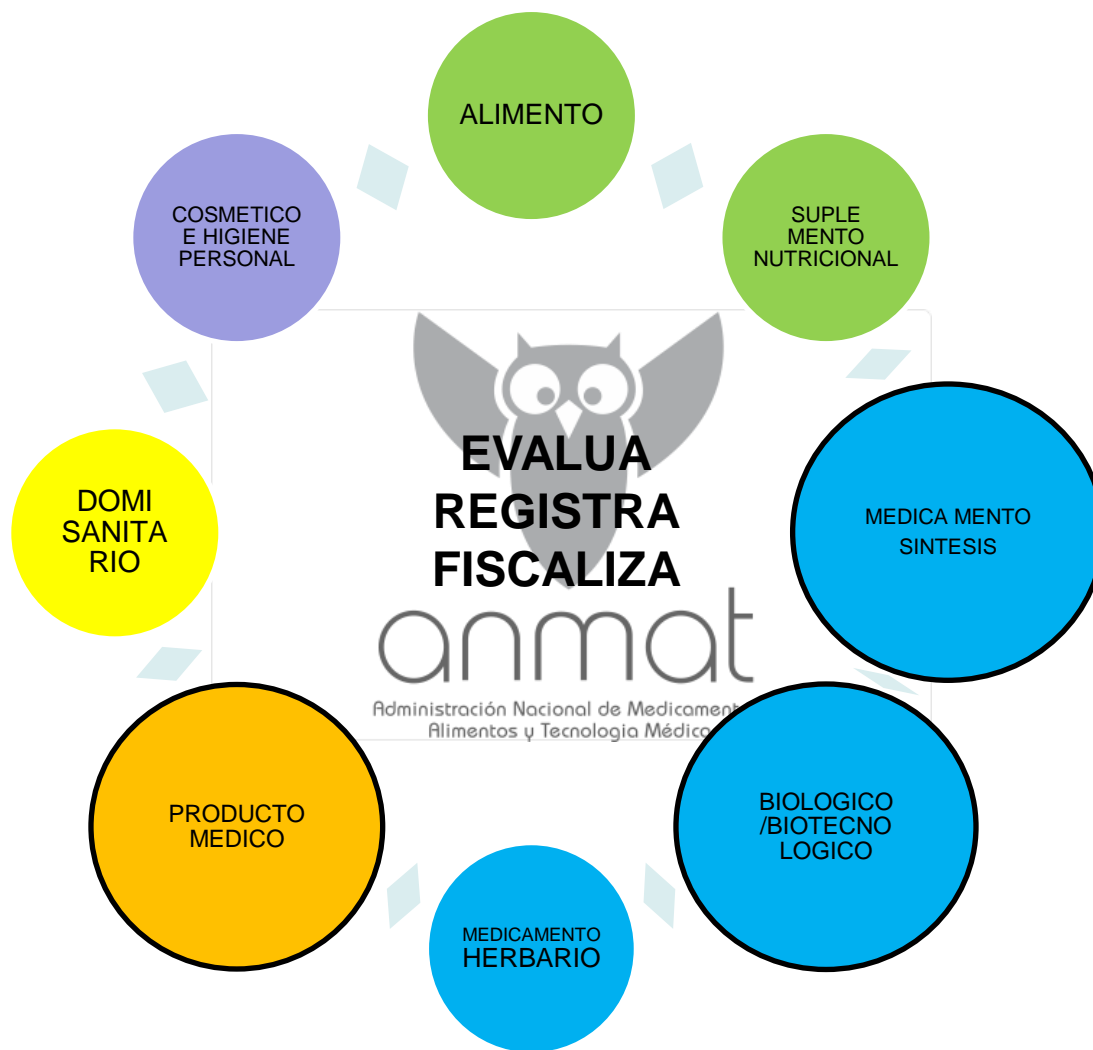 ALIMENTO
SUPLE
MENTO
NUTRICIONAL
MEDICA MENTO
SINTESIS
BIOLOGICO
/BIOTECNO
LOGICO
MEDICAMENTO
HERBARIO
PRODUCTO
MEDICO
DOMI
SANITA
RIO
COSMETICO
E HIGIENE
PERSONAL
EVALUA
REGISTRA
FISCALIZA
anmat
Administración Nacional de Medicament
Alimentos y Tecnología Médica